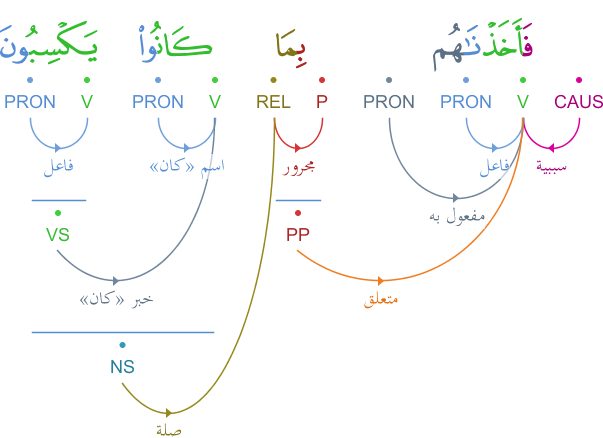 فَأَخَذْنَـٰهُم بِمَا كَانُوا۟ يَكْسِبُونَ
CAUS V PRON PRON P REL V PRON V PRON
سببية فاعل مجرور اسم «كان» فاعل
مفعول به
PP VS
متعلق خبر «كان»
NS
صلة